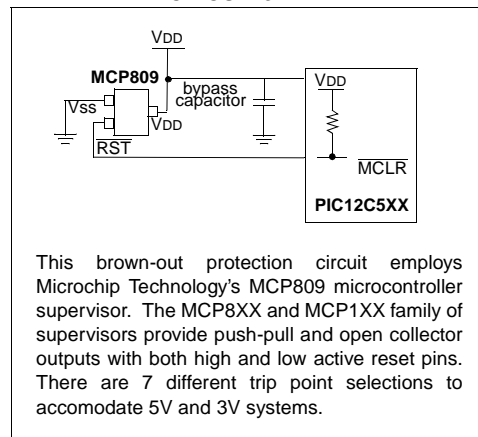 VDD
MCP809
bypass
capacitor
VDD
Vss
VDD
RST
MCLR
PIC12C5XX
This brown-out protection circuit employs
Microchip Technology's MCP809 microcontroller
supervisor. The MCP8XX and MCP1XX family of
supervisors provide push-pull and open collector
outputs with both high and low active reset pins.
There are 7 different trip point selections to
accomodate 5V and 3V systems.